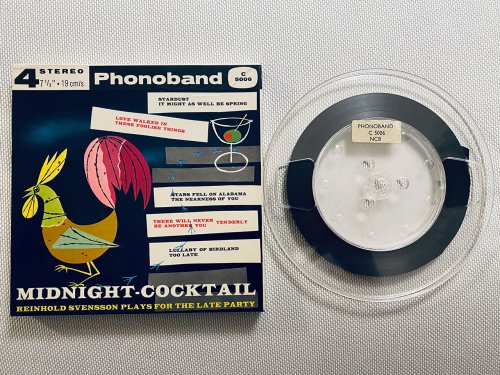 4 STEREO
7 1/2" · 19 cm/s
Phonoband
C
5006
STARDUST
IT MIGHT AS WELL BE SPRING
LOVE WALKED IN
THESE FOOLISH THINGS
STARS FELL ON ALABAMA
THE NEARNESS OF YOU
THERE WILL NEVER
BE ANOTHER YOU TENDERLY
LULLABY OF BIRDLAND
TOO LATE
MIDNIGHT-COCKTAIL
REINHOLD SVENSSON PLAYS FOR THE LATE PARTY
PHONOBAND
C 5006
NCB